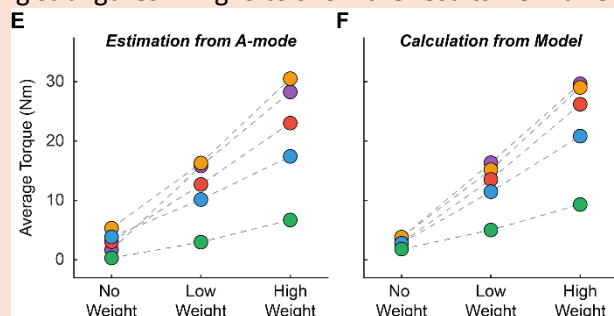 E
Estimation from A-mode
F
Calculation from Model
Average Torque (Nm)
30
20
10
0
No Weight
Low Weight
High Weight
No Weight
Low Weight
High Weight